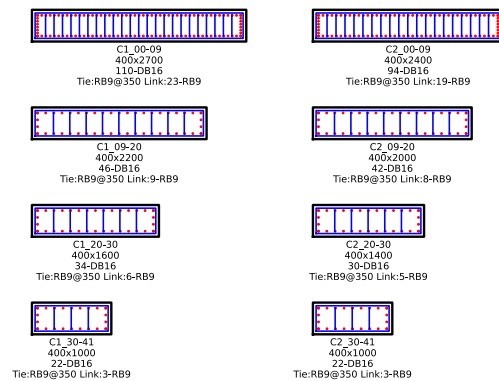 C1_00-09
400x2700
110-DB16
Tie:RB9@350 Link:23-RB9
C2_00-09
400x2400
94-DB16
Tie:RB9@350 Link:19-RB9
C1_09-20
400x2200
46-DB16
Tie:RB9@350 Link:9-RB9
C2_09-20
400x2000
42-DB16
Tie:RB9@350 Link:8-RB9
C1_20-30
400x1600
34-DB16
Tie:RB9@350 Link:6-RB9
C2_20-30
400x1400
30-DB16
Tie:RB9@350 Link:5-RB9
C1_30-41
400x1000
22-DB16
Tie:RB9@350 Link:3-RB9
C2_30-41
400x1000
22-DB16
Tie:RB9@350 Link:3-RB9